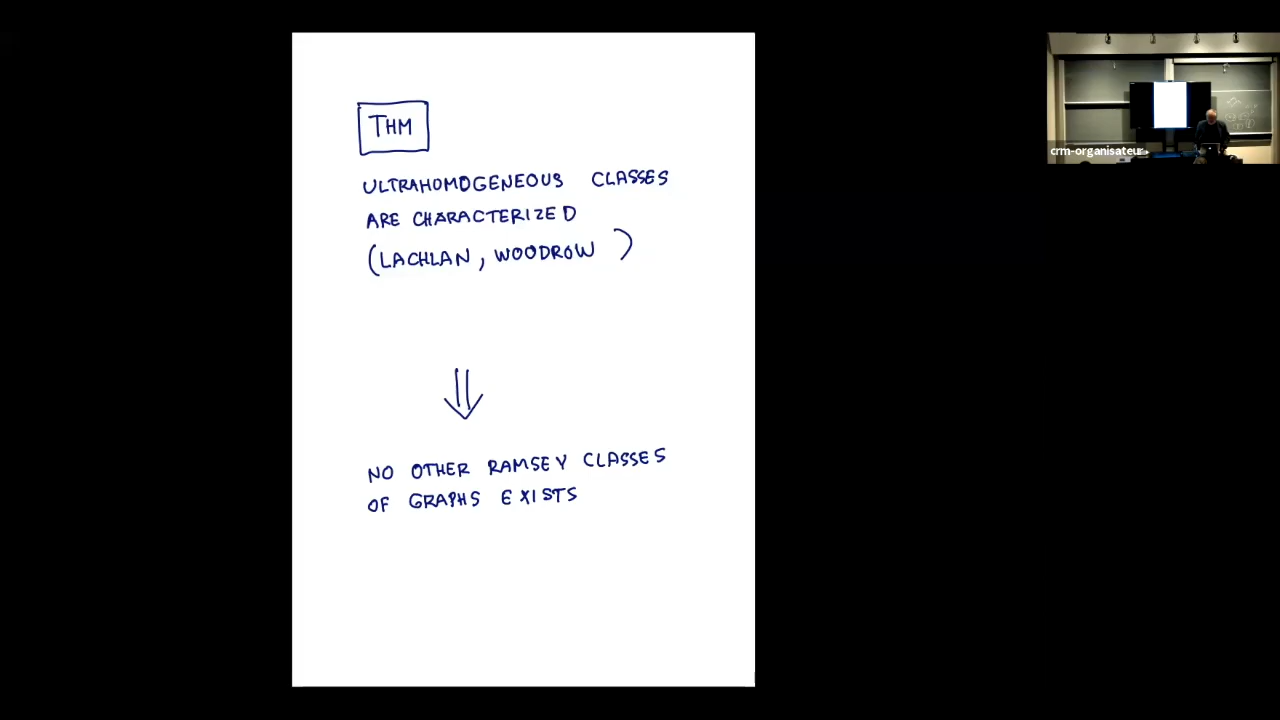 THM
ULTRAHOMOGENEOUS CLASSES
ARE CHARACTERIZED
(LACHLAN, WOODROW)
⇓
NO OTHER RAMSEY CLASSES
OF GRAPHS EXISTS
crm-organisateur